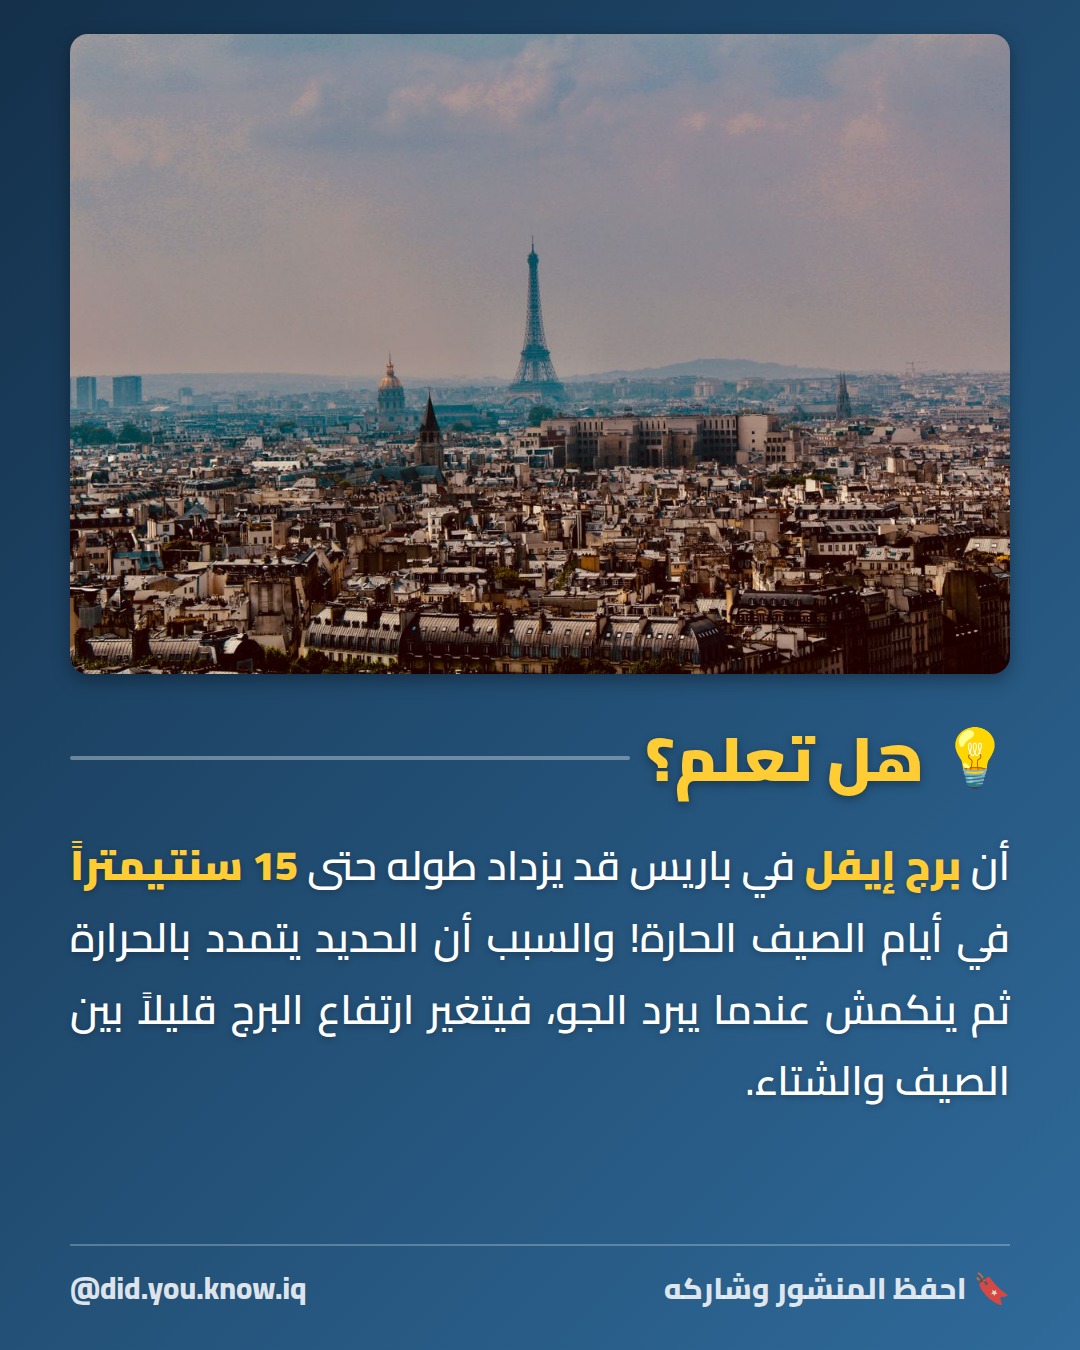 💡 هل تعلم؟
أن برج إيفل في باريس قد يزداد طوله حتى 15 سنتيمتراً
في أيام الصيف الحارة! والسبب أن الحديد يتمدد بالحرارة
ثم ينكمش عندما يبرد الجو، فيتغير ارتفاع البرج قليلاً بين
الصيف والشتاء.
🔖 احفظ المنشور وشاركه
@did.you.know.iq